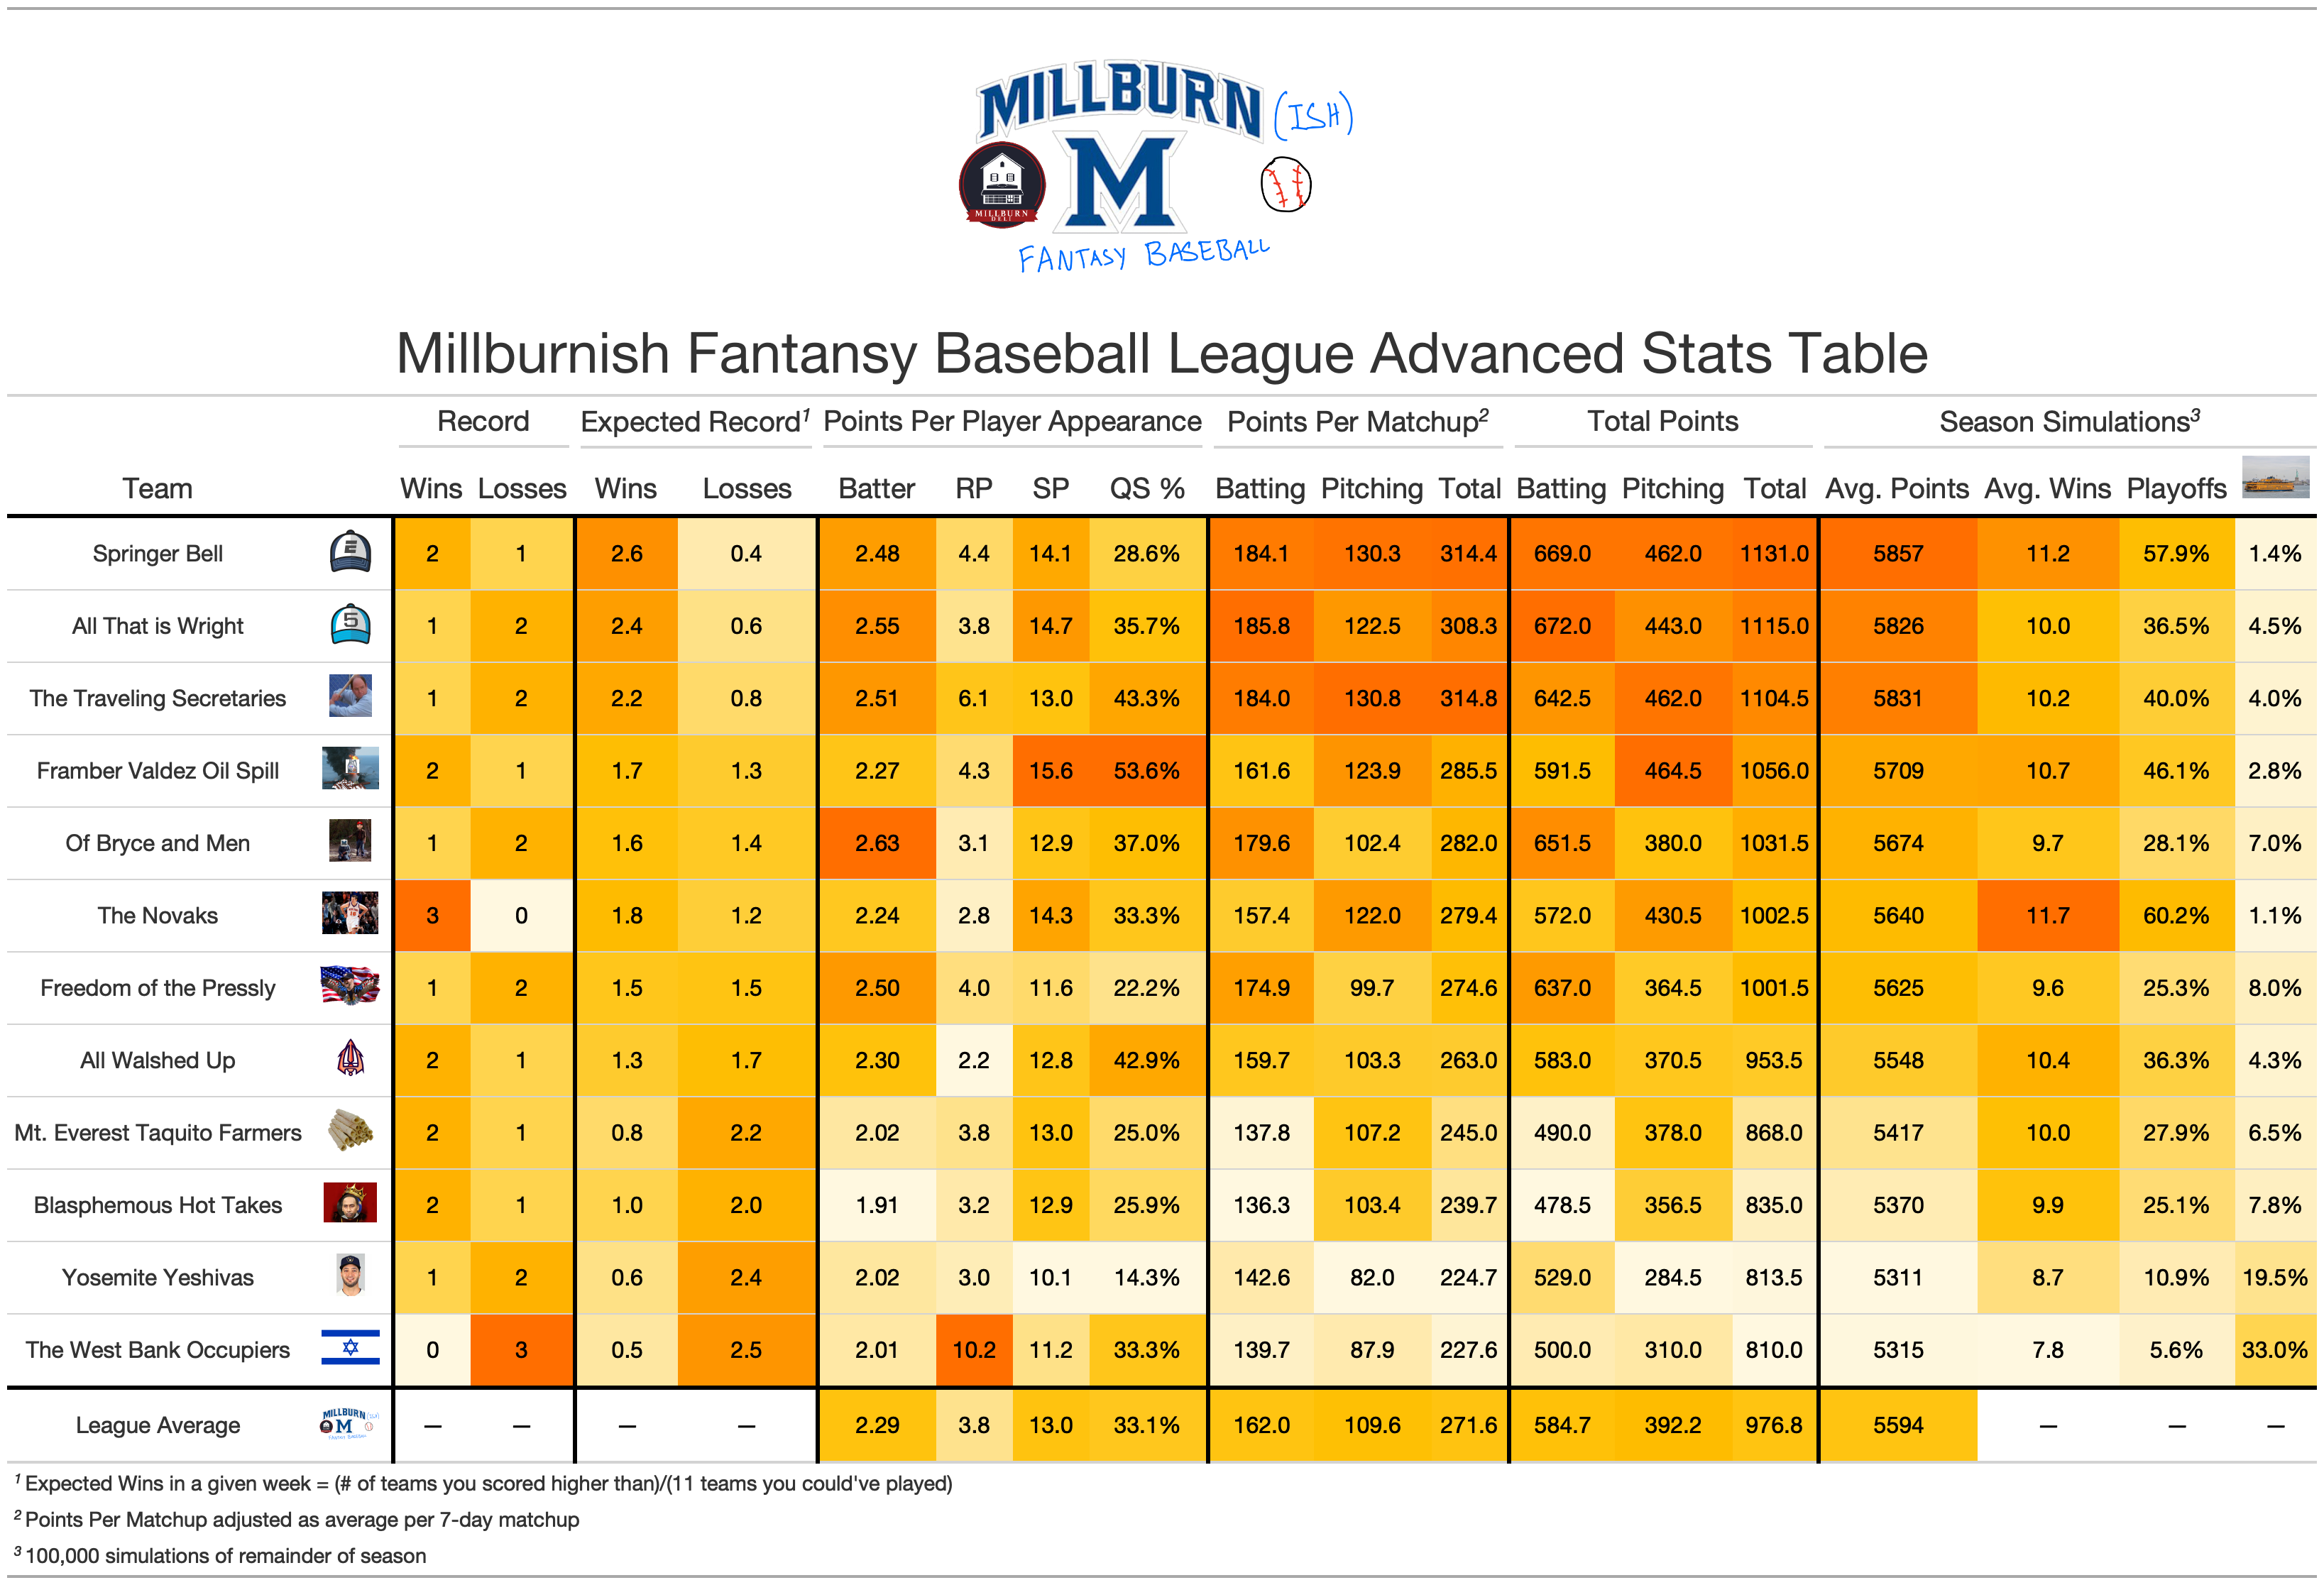 MILLBURN (ISH)
M
MILLBURN
DELI
FANTASY BASEBALL
Millburnish Fantansy Baseball League Advanced Stats Table
Record Expected Record¹ Points Per Player Appearance Points Per Matchup² Total Points Season Simulations³
Team Wins Losses Wins Losses Batter RP SP QS % Batting Pitching Total Batting Pitching Total Avg. Points Avg. Wins Playoffs
Springer Bell 2 1 2.6 0.4 2.48 4.4 14.1 28.6% 184.1 130.3 314.4 669.0 462.0 1131.0 5857 11.2 57.9% 1.4%
All That is Wright 5 1 2 2.4 0.6 2.55 3.8 14.7 35.7% 185.8 122.5 308.3 672.0 443.0 1115.0 5826 10.0 36.5% 4.5%
The Traveling Secretaries 1 2 2.2 0.8 2.51 6.1 13.0 43.3% 184.0 130.8 314.8 642.5 462.0 1104.5 5831 10.2 40.0% 4.0%
Framber Valdez Oil Spill 2 1 1.7 1.3 2.27 4.3 15.6 53.6% 161.6 123.9 285.5 591.5 464.5 1056.0 5709 10.7 46.1% 2.8%
Of Bryce and Men 1 2 1.6 1.4 2.63 3.1 12.9 37.0% 179.6 102.4 282.0 651.5 380.0 1031.5 5674 9.7 28.1% 7.0%
The Novaks 3 0 1.8 1.2 2.24 2.8 14.3 33.3% 157.4 122.0 279.4 572.0 430.5 1002.5 5640 11.7 60.2% 1.1%
Freedom of the Pressly 1 2 1.5 1.5 2.50 4.0 11.6 22.2% 174.9 99.7 274.6 637.0 364.5 1001.5 5625 9.6 25.3% 8.0%
All Walshed Up 2 1 1.3 1.7 2.30 2.2 12.8 42.9% 159.7 103.3 263.0 583.0 370.5 953.5 5548 10.4 36.3% 4.3%
Mt. Everest Taquito Farmers 2 1 0.8 2.2 2.02 3.8 13.0 25.0% 137.8 107.2 245.0 490.0 378.0 868.0 5417 10.0 27.9% 6.5%
Blasphemous Hot Takes 2 1 1.0 2.0 1.91 3.2 12.9 25.9% 136.3 103.4 239.7 478.5 356.5 835.0 5370 9.9 25.1% 7.8%
Yosemite Yeshivas 1 2 0.6 2.4 2.02 3.0 10.1 14.3% 142.6 82.0 224.7 529.0 284.5 813.5 5311 8.7 10.9% 19.5%
The West Bank Occupiers 0 3 0.5 2.5 2.01 10.2 11.2 33.3% 139.7 87.9 227.6 500.0 310.0 810.0 5315 7.8 5.6% 33.0%
League Average MILLBURN (ISH) M Fantasy Baseball – – – – 2.29 3.8 13.0 33.1% 162.0 109.6 271.6 584.7 392.2 976.8 5594 – – –
¹ Expected Wins in a given week = (# of teams you scored higher than)/(11 teams you could've played)
² Points Per Matchup adjusted as average per 7-day matchup
³ 100,000 simulations of remainder of season